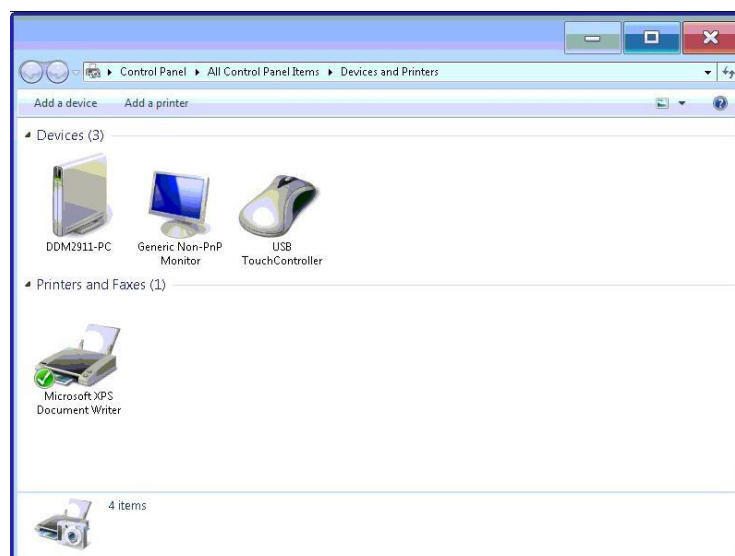 Control Panel ▸ All Control Panel Items ▸ Devices and Printers
Add a device Add a printer
Devices (3)
DDM2911-PC
Generic Non-PnP
Monitor
USB
TouchController
Printers and Faxes (1)
Microsoft XPS
Document Writer
4 items